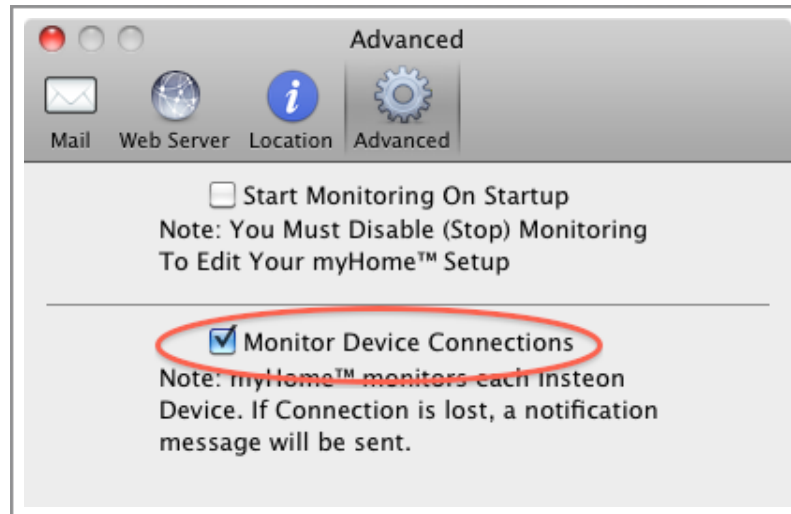 Advanced
Mail Web Server Location Advanced
Start Monitoring On Startup
Note: You Must Disable (Stop) Monitoring
To Edit Your myHome™ Setup
Monitor Device Connections
Note: myHome™ monitors each Insteon
Device. If Connection is lost, a notification
message will be sent.